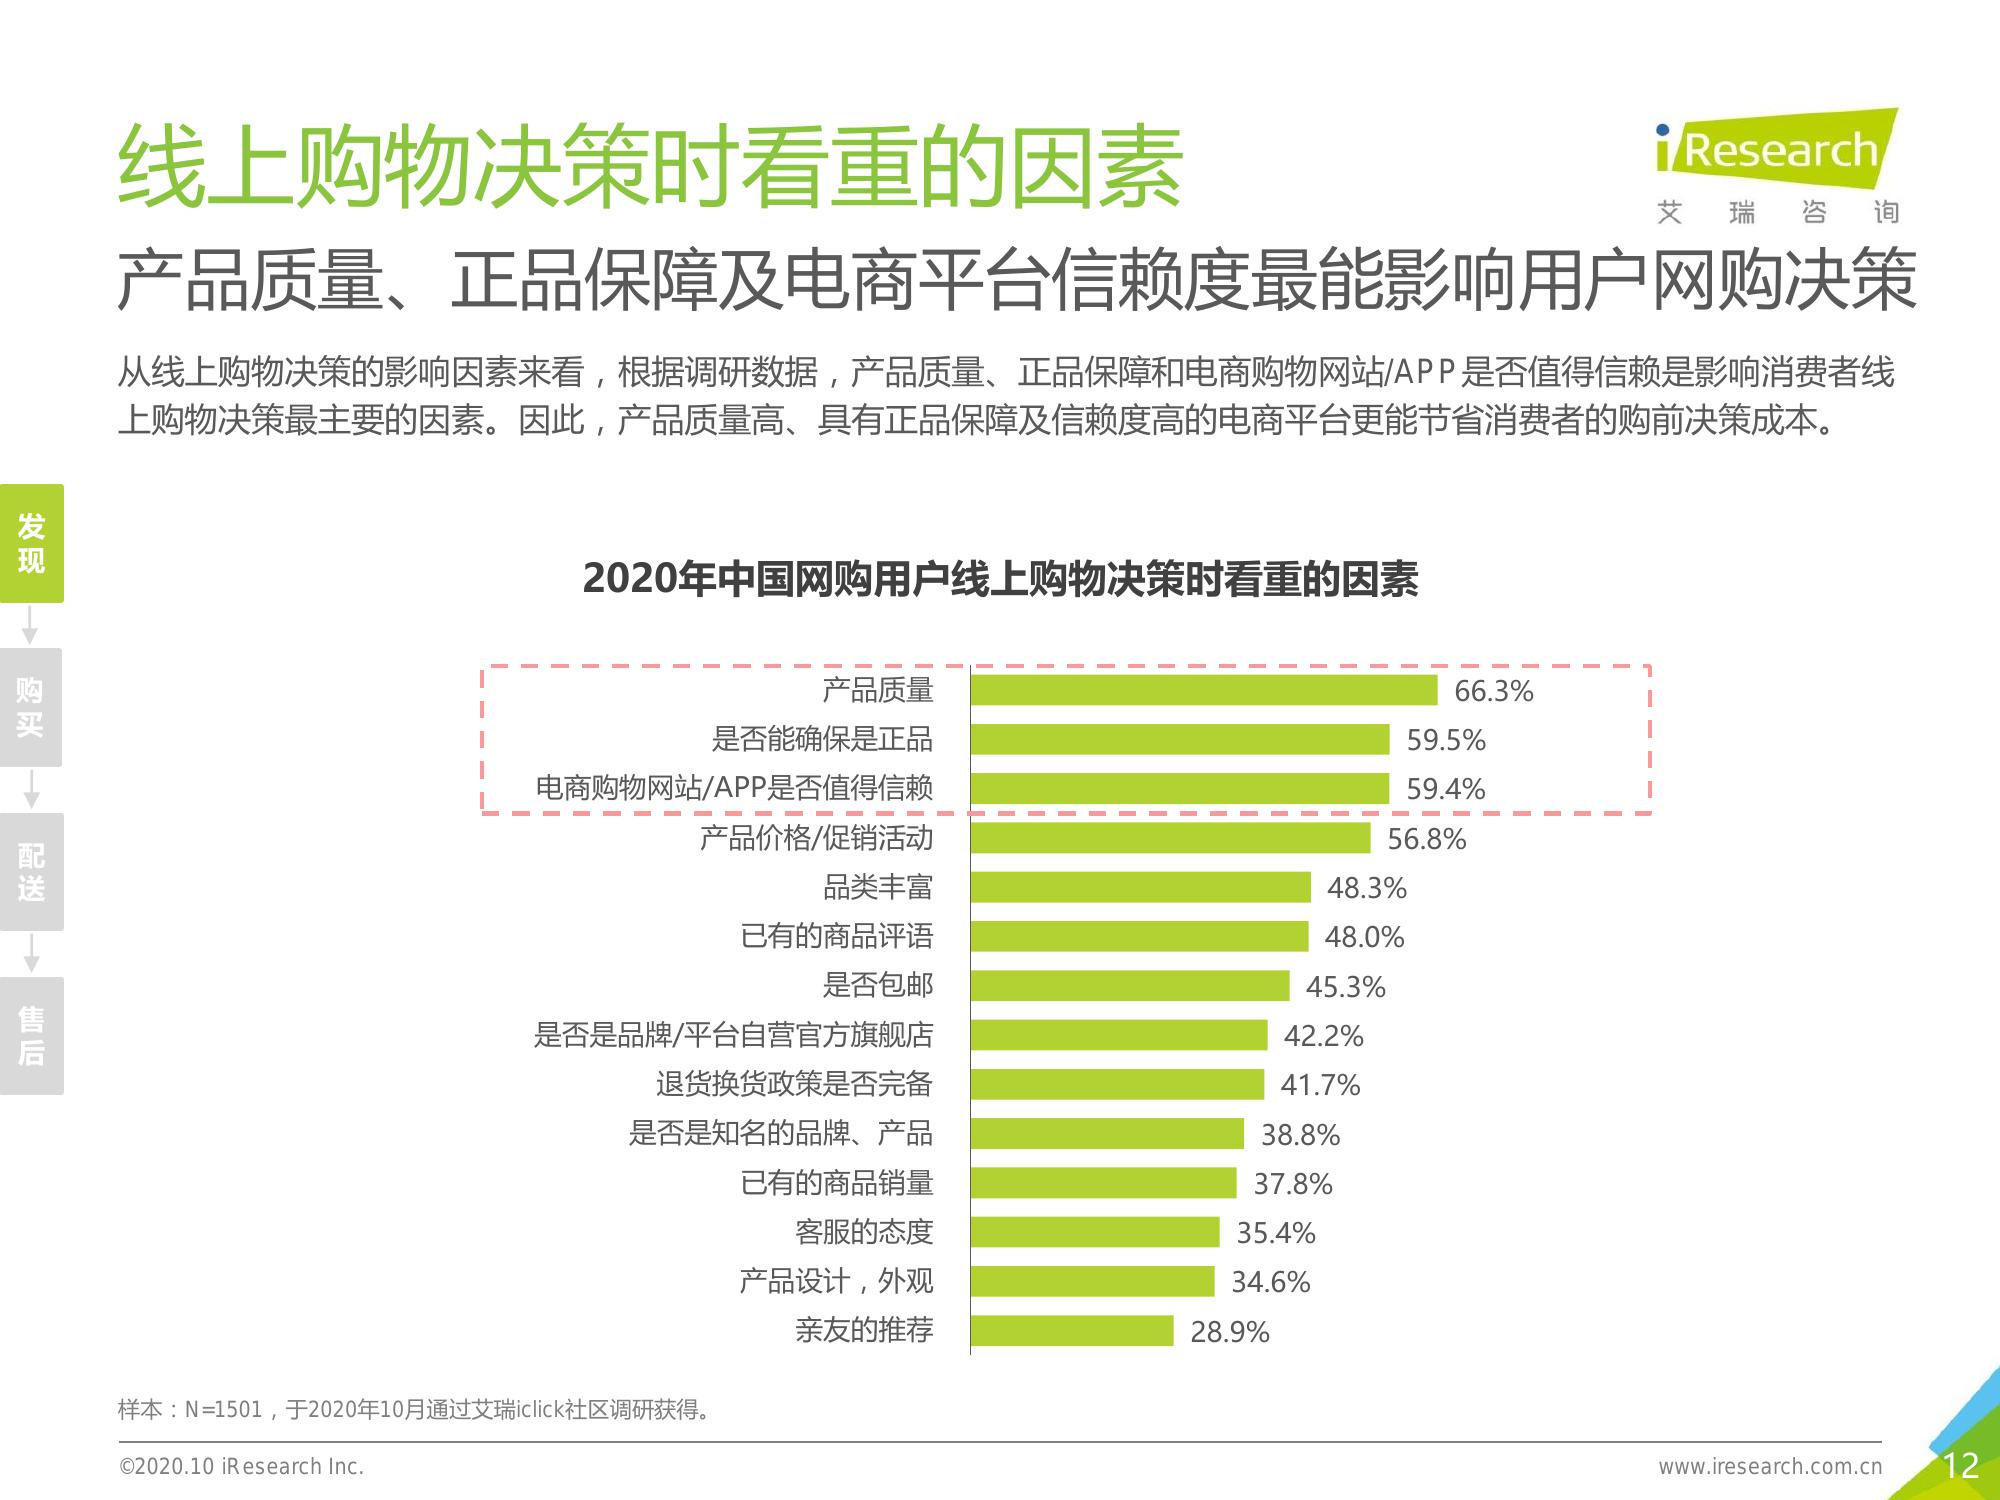 线上购物决策时看重的因素
iResearch
艾瑞咨询
产品质量、正品保障及电商平台信赖度最能影响用户网购决策
从线上购物决策的影响因素来看，根据调研数据，产品质量、正品保障和电商购物网站/APP是否值得信赖是影响消费者线
上购物决策最主要的因素。因此，产品质量高、具有正品保障及信赖度高的电商平台更能节省消费者的购前决策成本。
发
现
购
买
配
送
售
后
2020年中国网购用户线上购物决策时看重的因素
产品质量 66.3%
是否能确保是正品 59.5%
电商购物网站/APP是否值得信赖 59.4%
产品价格/促销活动 56.8%
品类丰富 48.3%
已有的商品评语 48.0%
是否包邮 45.3%
是否是品牌/平台自营官方旗舰店 42.2%
退货换货政策是否完备 41.7%
是否是知名的品牌、产品 38.8%
已有的商品销量 37.8%
客服的态度 35.4%
产品设计，外观 34.6%
亲友的推荐 28.9%
样本：N=1501，于2020年10月通过艾瑞iclick社区调研获得。
©2020.10 iResearch Inc.
www.iresearch.com.cn
12